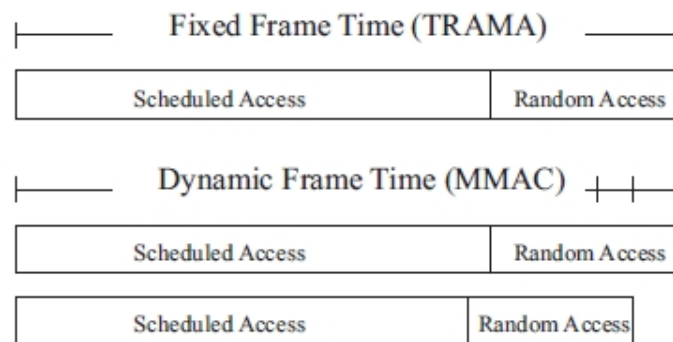 Fixed Frame Time (TRAMA)
Scheduled Access Random Access
Dynamic Frame Time (MMAC)
Scheduled Access Random Access
Scheduled Access Random Access